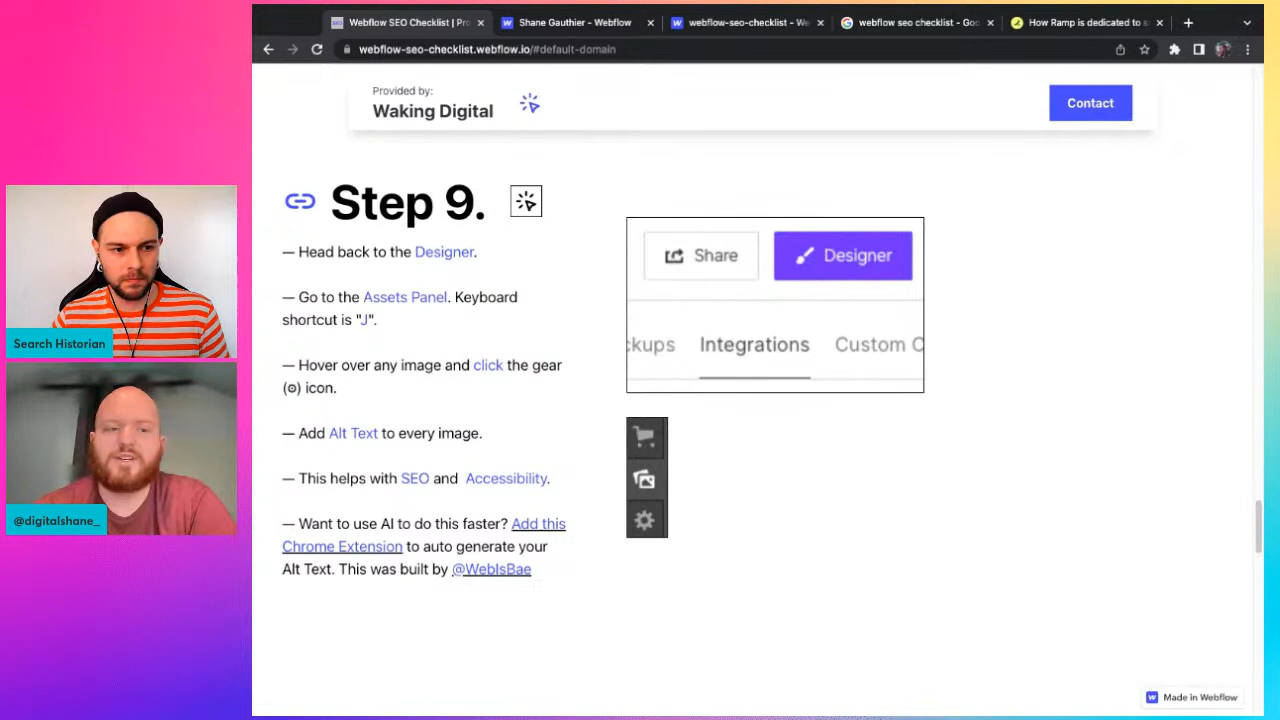 Webflow SEO Checklist | Pro
Shane Gauthier - Webflow
webflow-seo-checklist - We
webflow seo checklist - Goo
How Ramp is dedicated to s
webflow-seo-checklist.webflow.io/#default-domain
Provided by:
Waking Digital
Contact
Step 9.
— Head back to the Designer.
— Go to the Assets Panel. Keyboard
shortcut is "J".
— Hover over any image and click the gear
(⚙) icon.
— Add Alt Text to every image.
— This helps with SEO and Accessibility.
— Want to use AI to do this faster? Add this
Chrome Extension to auto generate your
Alt Text. This was built by @WebIsBae
Share
Designer
ckups Integrations Custom C
Search Historian
@digitalshane_
Made in Webflow